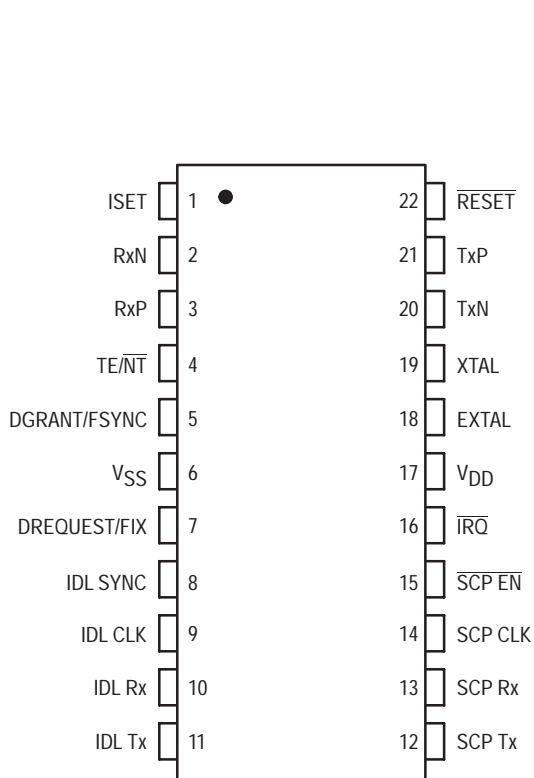 ISET 1 22 RESET
RxN 2 21 TxP
RxP 3 20 TxN
TE/NT 4 19 XTAL
DGRANT/FSYNC 5 18 EXTAL
VSS 6 17 VDD
DREQUEST/FIX 7 16 IRQ
IDL SYNC 8 15 SCP EN
IDL CLK 9 14 SCP CLK
IDL Rx 10 13 SCP Rx
IDL Tx 11 12 SCP Tx